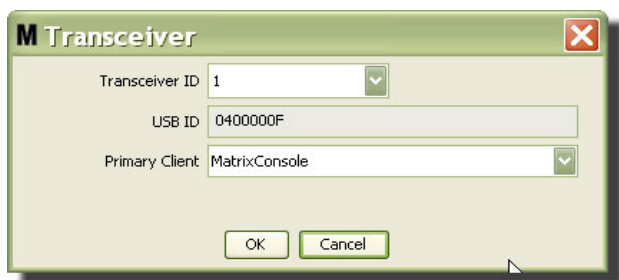 M Transceiver
Transceiver ID 1
USB ID 0400000F
Primary Client MatrixConsole
OK Cancel